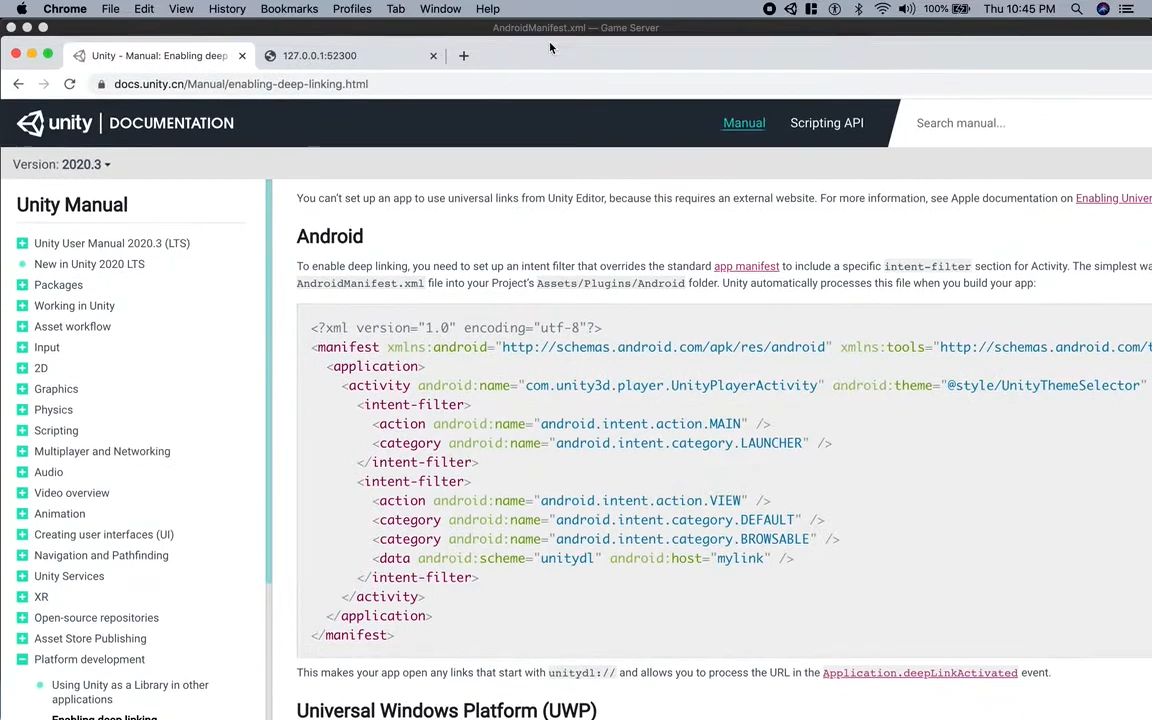 Chrome File Edit View History Bookmarks Profiles Tab Window Help 100% Thu 10:45 PM
AndroidManifest.xml — Game Server
Unity - Manual: Enabling deep 127.0.0.1:52300
docs.unity.cn/Manual/enabling-deep-linking.html
unity | DOCUMENTATION Manual Scripting API Search manual...
Version: 2020.3
Unity Manual
Unity User Manual 2020.3 (LTS)
New in Unity 2020 LTS
Packages
Working in Unity
Asset workflow
Input
2D
Graphics
Physics
Scripting
Multiplayer and Networking
Audio
Video overview
Animation
Creating user interfaces (UI)
Navigation and Pathfinding
Unity Services
XR
Open-source repositories
Asset Store Publishing
Platform development
Using Unity as a Library in other
applications
Enabling deep linking
You can't set up an app to use universal links from Unity Editor, because this requires an external website. For more information, see Apple documentation on Enabling Univer
Android
To enable deep linking, you need to set up an intent filter that overrides the standard app manifest to include a specific intent-filter section for Activity. The simplest wa
AndroidManifest.xml file into your Project's Assets/Plugins/Android folder. Unity automatically processes this file when you build your app:
<?xml version="1.0" encoding="utf-8"?>
<manifest xmlns:android="http://schemas.android.com/apk/res/android" xmlns:tools="http://schemas.android.com/t
<application>
<activity android:name="com.unity3d.player.UnityPlayerActivity" android:theme="@style/UnityThemeSelector"
<intent-filter>
<action android:name="android.intent.action.MAIN" />
<category android:name="android.intent.category.LAUNCHER" />
</intent-filter>
<intent-filter>
<action android:name="android.intent.action.VIEW" />
<category android:name="android.intent.category.DEFAULT" />
<category android:name="android.intent.category.BROWSABLE" />
<data android:scheme="unitydl" android:host="mylink" />
</intent-filter>
</activity>
</application>
</manifest>
This makes your app open any links that start with unitydl:// and allows you to process the URL in the Application.deepLinkActivated event.
Universal Windows Platform (UWP)